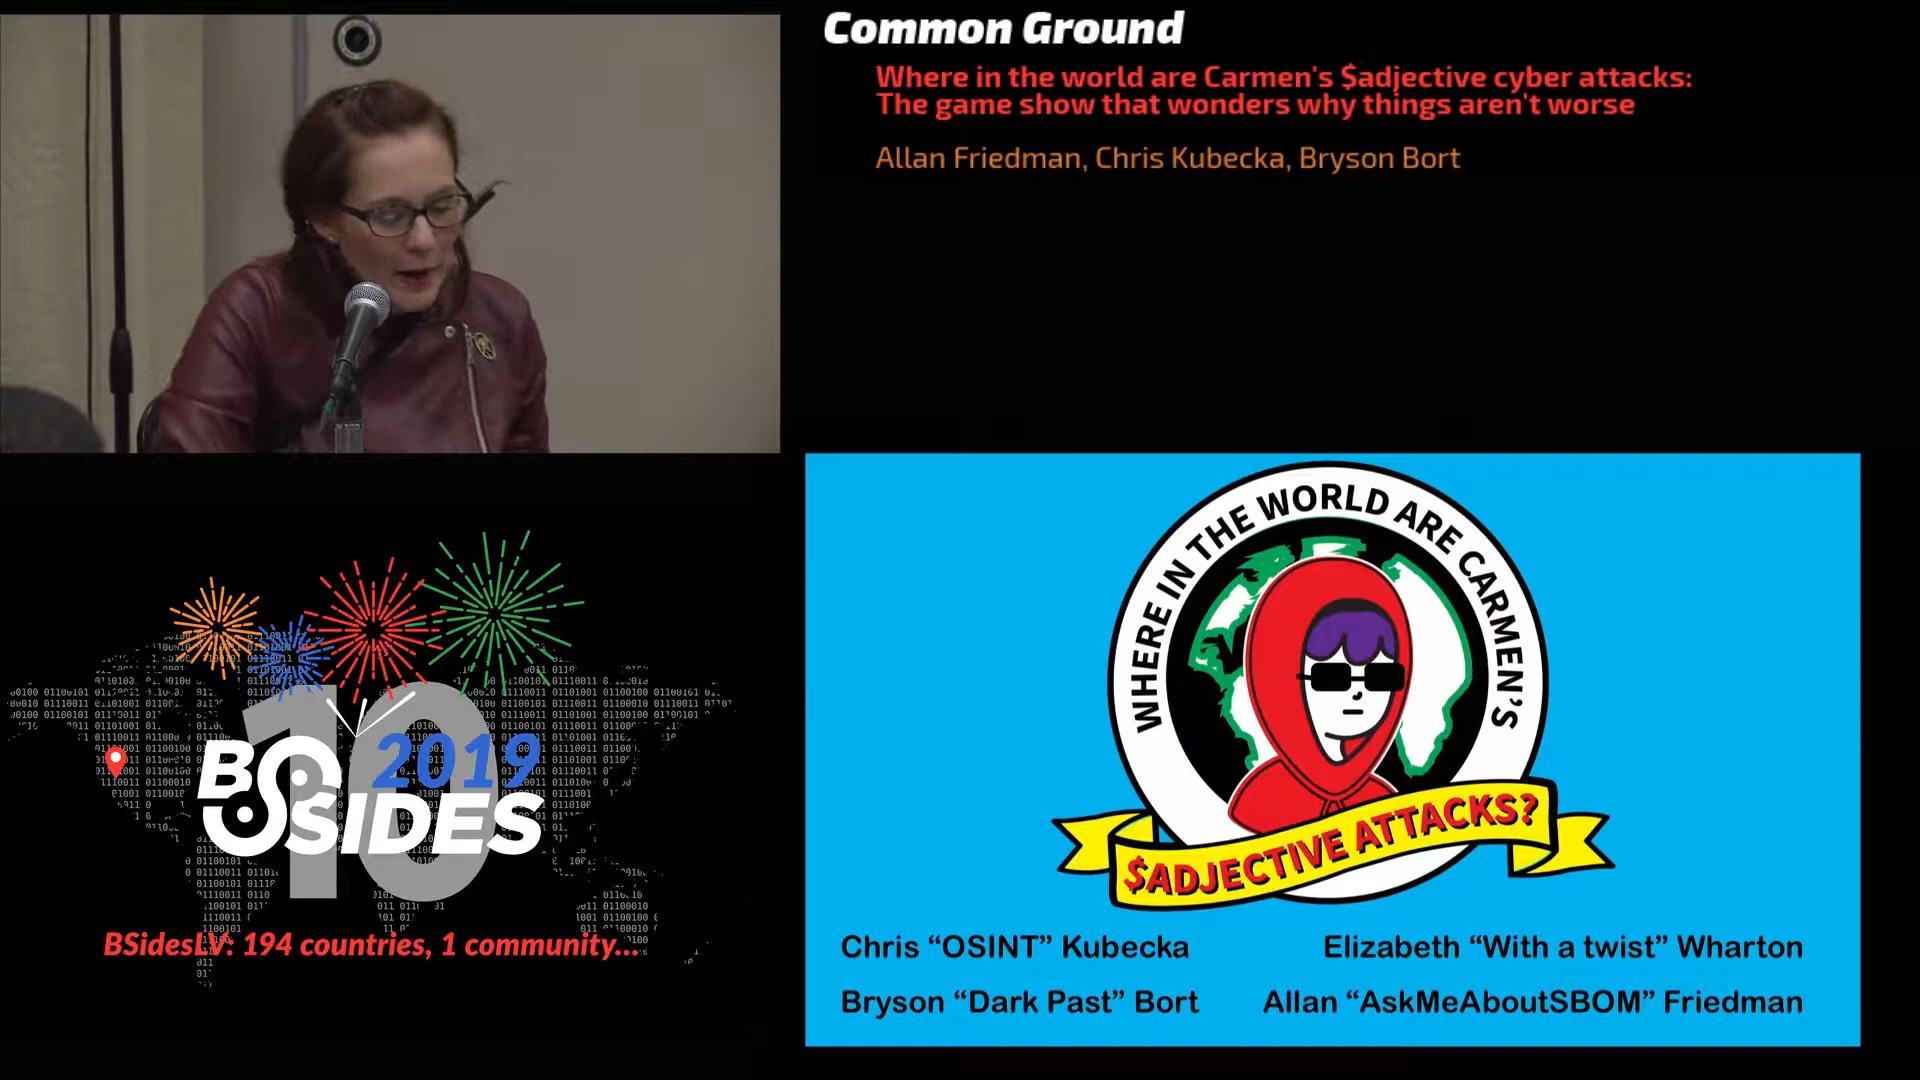 Common Ground
Where in the world are Carmen's $adjective cyber attacks:
The game show that wonders why things aren't worse
Allan Friedman, Chris Kubecka, Bryson Bort
WHERE IN THE WORLD ARE CARMEN'S
$ADJECTIVE ATTACKS?
Chris “OSINT” Kubecka
Elizabeth “With a twist” Wharton
Bryson “Dark Past” Bort
Allan “AskMeAboutSBOM” Friedman
10
2019
BSIDES
BSidesLV: 194 countries, 1 community...